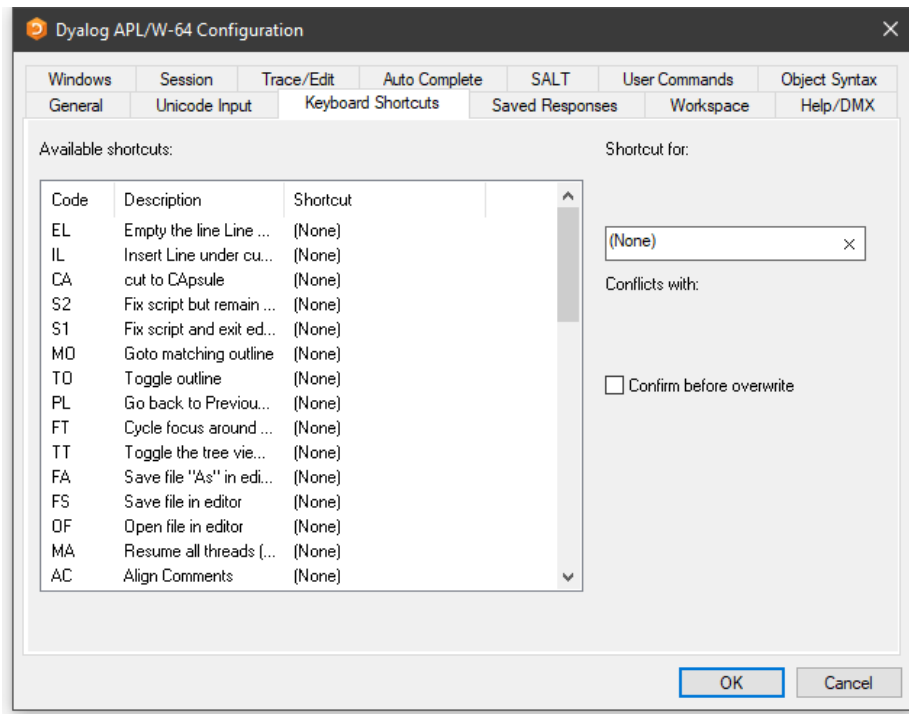 Dyalog APL/W-64 Configuration
Windows Session Trace/Edit Auto Complete SALT User Commands Object Syntax
General Unicode Input Keyboard Shortcuts Saved Responses Workspace Help/DMX
Available shortcuts:
Shortcut for:
Code Description Shortcut
EL Empty the line Line ... (None)
IL Insert Line under cu... (None)
CA cut to CApsule (None)
S2 Fix script but remain ... (None)
S1 Fix script and exit ed... (None)
MO Goto matching outline (None)
TO Toggle outline (None)
PL Go back to Previou... (None)
FT Cycle focus around ... (None)
TT Toggle the tree vie... (None)
FA Save file "As" in edi... (None)
FS Save file in editor (None)
OF Open file in editor (None)
MA Resume all threads (... (None)
AC Align Comments (None)
(None)
Conflicts with:
Confirm before overwrite
OK Cancel